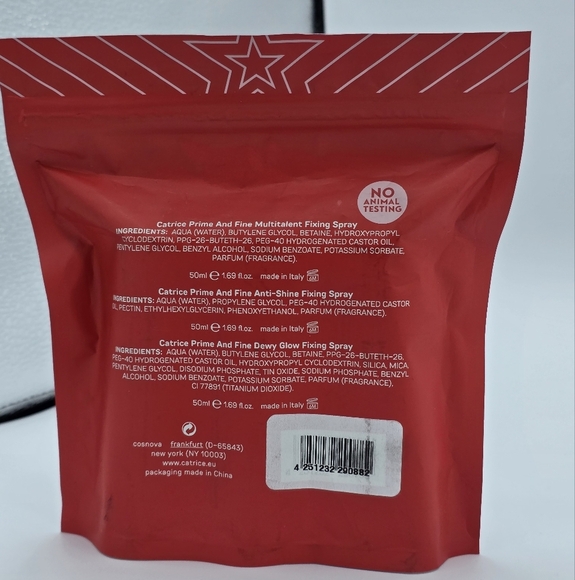 NO
ANIMAL
TESTING
Catrice Prime And Fine Multitalent Fixing Spray
INGREDIENTS: AQUA (WATER), BUTYLENE GLYCOL, BETAINE, HYDROXYPROPYL
CYCLODEXTRIN, PPG-26-BUTETH-26, PEG-40 HYDROGENATED CASTOR OIL,
PENTYLENE GLYCOL, BENZYL ALCOHOL, SODIUM BENZOATE, POTASSIUM SORBATE,
PARFUM (FRAGRANCE).
50ml ℮ 1.69 fl.oz. made in Italy
Catrice Prime And Fine Anti-Shine Fixing Spray
INGREDIENTS: AQUA (WATER), PROPYLENE GLYCOL, PEG-40 HYDROGENATED CASTOR
OIL, PECTIN, ETHYLHEXYLGLYCERIN, PHENOXYETHANOL, PARFUM (FRAGRANCE).
50ml ℮ 1.69 fl.oz. made in Italy
Catrice Prime And Fine Dewy Glow Fixing Spray
INGREDIENTS: AQUA (WATER), BUTYLENE GLYCOL, BETAINE, PPG-26-BUTETH-26,
PEG-40 HYDROGENATED CASTOR OIL, HYDROXYPROPYL CYCLODEXTRIN, SILICA, MICA,
PENTYLENE GLYCOL, DISODIUM PHOSPHATE, TIN OXIDE, SODIUM PHOSPHATE, BENZYL
ALCOHOL, SODIUM BENZOATE, POTASSIUM SORBATE, PARFUM (FRAGRANCE),
CI 77891 (TITANIUM DIOXIDE).
50ml ℮ 1.69 fl.oz. made in Italy
cosnova frankfurt (D-65843)
new york (NY 10003)
www.catrice.eu
packaging made in China
4 251232 290882